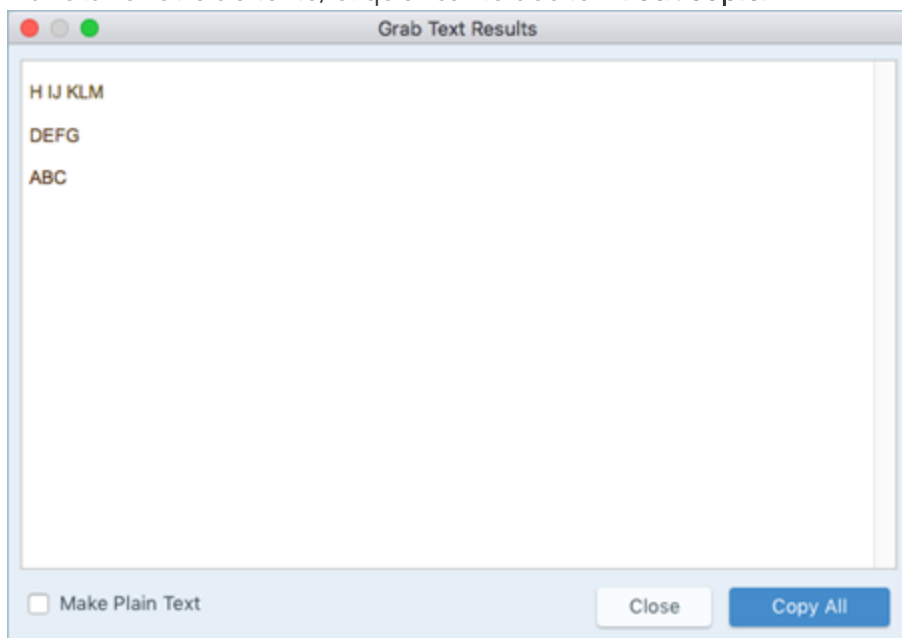 Grab Text Results
H IJ KLM
DEFG
ABC
Make Plain Text
Close
Copy All